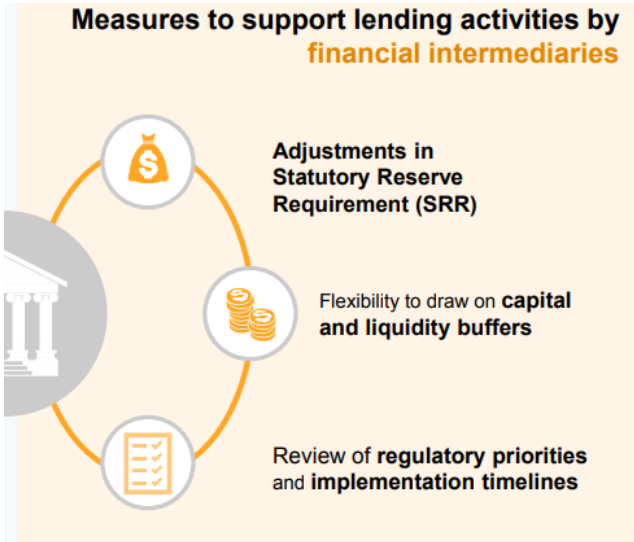 Measures to support lending activities by
financial intermediaries
Adjustments in
Statutory Reserve
Requirement (SRR)
Flexibility to draw on capital
and liquidity buffers
Review of regulatory priorities
and implementation timelines